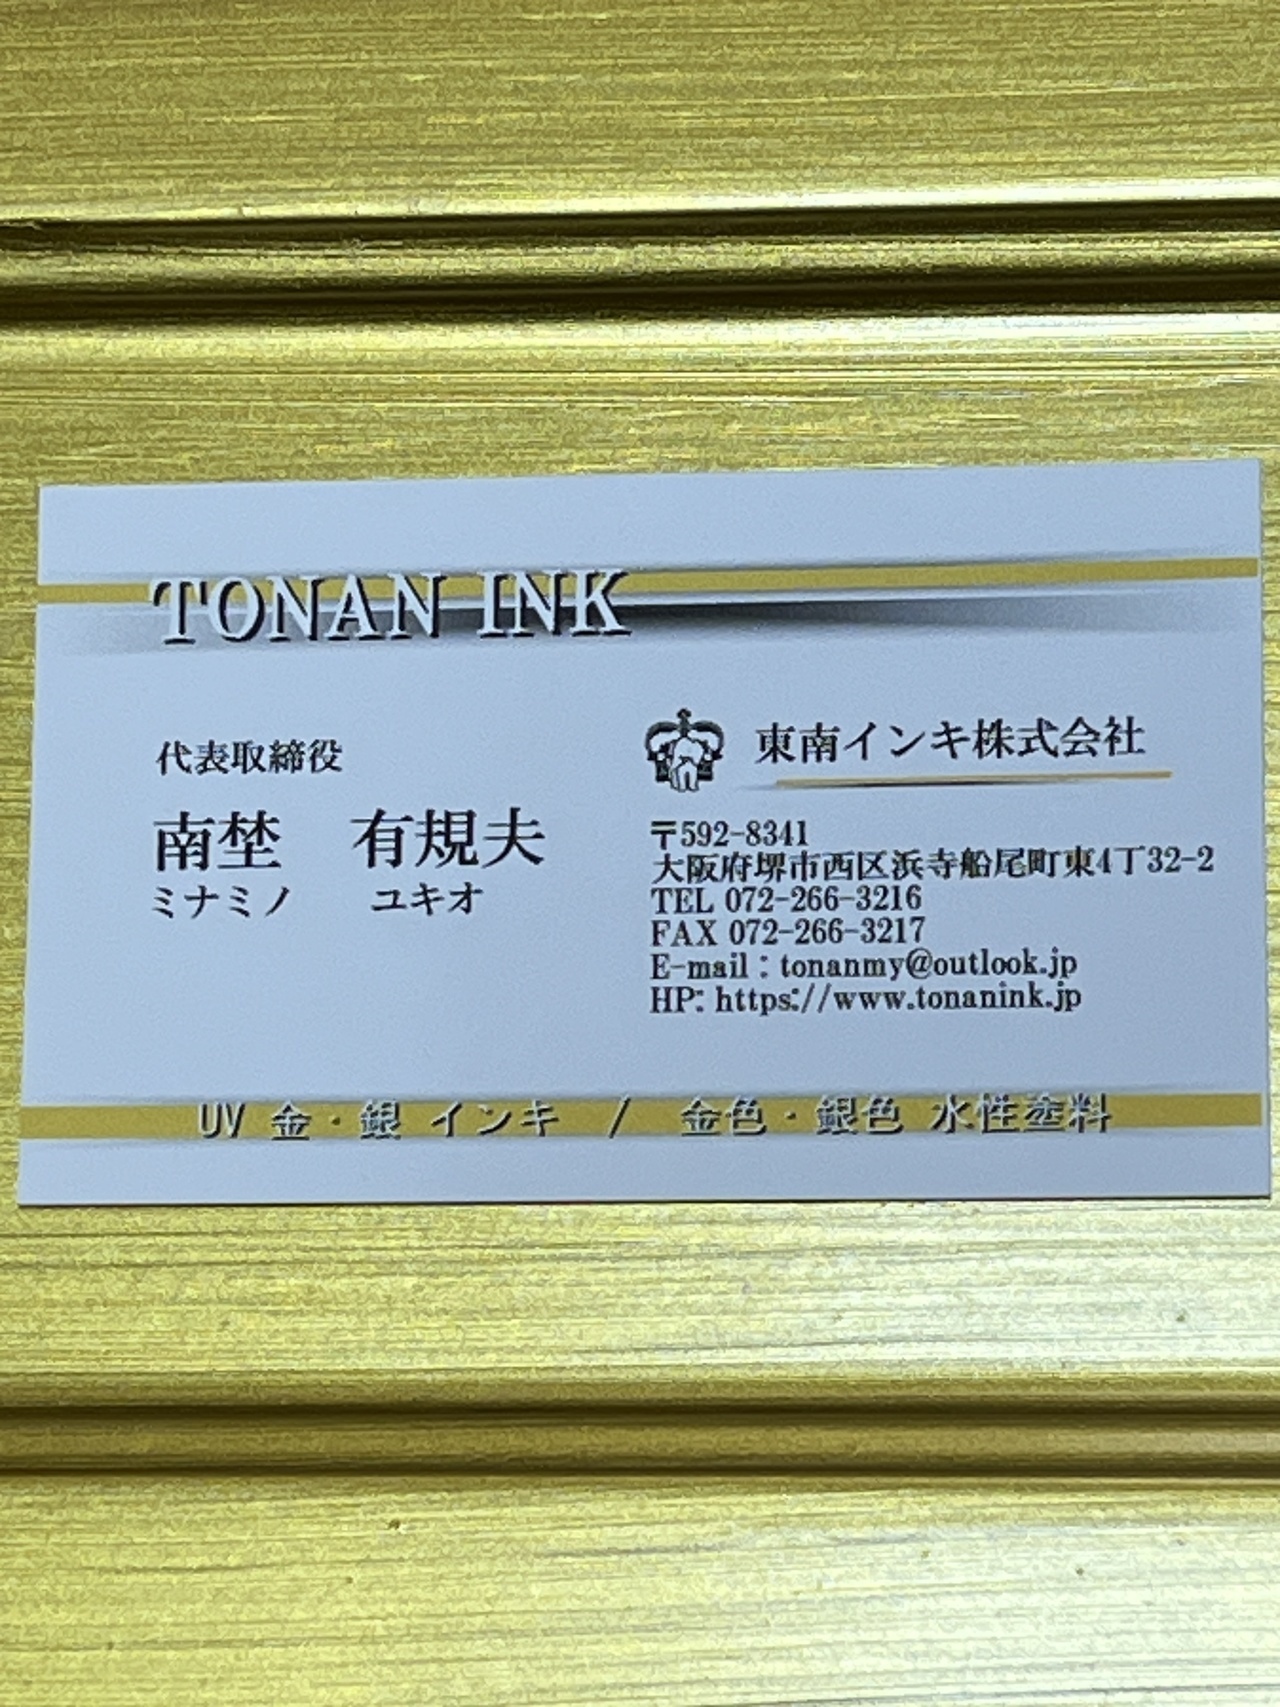 TONAN INK
代表取締役
南埜 有規夫
ミナミノ ユキオ
東南インキ株式会社
〒592-8341
大阪府堺市西区浜寺船尾町東4丁32-2
TEL 072-266-3216
FAX 072-266-3217
E-mail：tonanmy@outlook.jp
HP: https://www.tonanink.jp
UV 金・銀 インキ / 金色・銀色 水性塗料